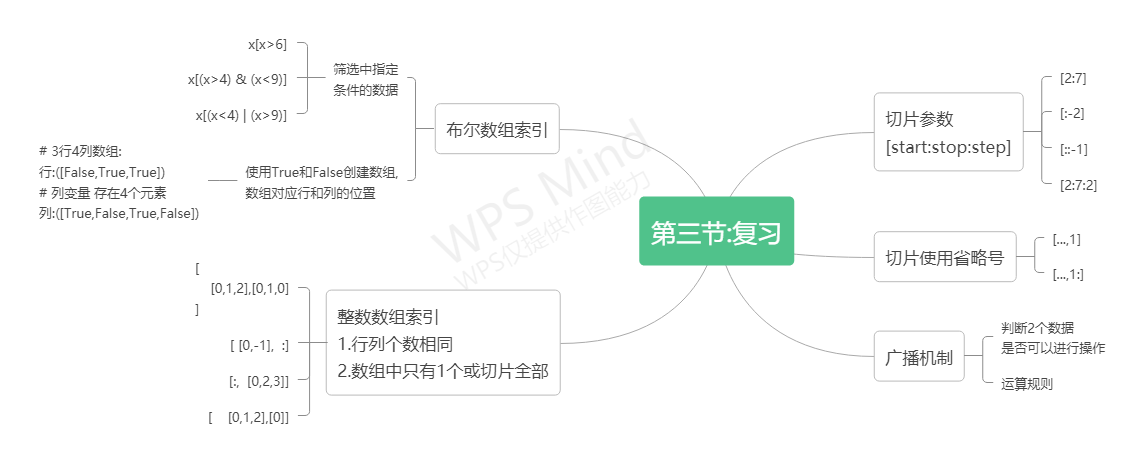 第三节:复习
切片参数
[start:stop:step]
[2:7]
[:-2]
[::-1]
[2:7:2]
切片使用省略号
[...,1]
[...,1:]
广播机制
判断2个数据
是否可以进行操作
运算规则
布尔数组索引
筛选中指定
条件的数据
x[x>6]
x[(x>4) & (x<9)]
x[(x<4) | (x>9)]
使用True和False创建数组,
数组对应行和列的位置
# 3行4列数组:
行:([False,True,True])
# 列变量 存在4个元素
列:([True,False,True,False])
整数数组索引
1.行列个数相同
2.数组中只有1个或切片全部
[
[0,1,2],[0,1,0]
]
[ [0,-1], :]
[:, [0,2,3]]
[ [0,1,2],[0]]
WPS Mind
WPS仅提供作图能力